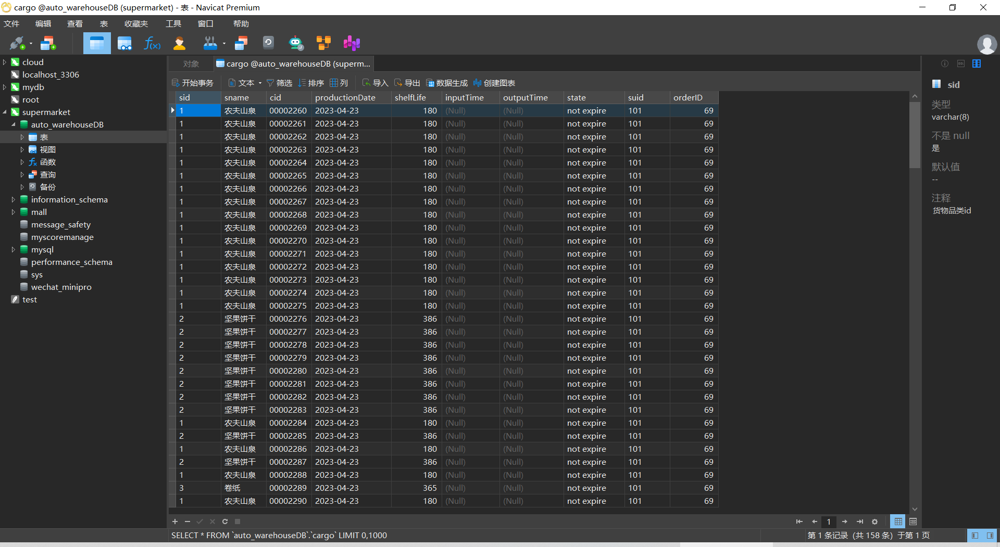 cargo @auto_warehouseDB (supermarket) - 表 - Navicat Premium
文件 编辑 查看 表 收藏夹 工具 窗口 帮助
f(x)
cloud
localhost_3306
mydb
root
supermarket
auto_warehouseDB
表
视图
函数
查询
备份
information_schema
mall
message_safety
myscoremanage
mysql
performance_schema
sys
wechat_minipro
test
对象 cargo @auto_warehouseDB (superm...
开始事务 文本 筛选 排序 列 导入 导出 数据生成 创建图表
sid sname cid productionDate shelfLife inputTime outputTime state suid orderID
1 农夫山泉 00002260 2023-04-23 180 (Null) (Null) not expire 101 69
1 农夫山泉 00002261 2023-04-23 180 (Null) (Null) not expire 101 69
1 农夫山泉 00002262 2023-04-23 180 (Null) (Null) not expire 101 69
1 农夫山泉 00002263 2023-04-23 180 (Null) (Null) not expire 101 69
1 农夫山泉 00002264 2023-04-23 180 (Null) (Null) not expire 101 69
1 农夫山泉 00002265 2023-04-23 180 (Null) (Null) not expire 101 69
1 农夫山泉 00002266 2023-04-23 180 (Null) (Null) not expire 101 69
1 农夫山泉 00002267 2023-04-23 180 (Null) (Null) not expire 101 69
1 农夫山泉 00002268 2023-04-23 180 (Null) (Null) not expire 101 69
1 农夫山泉 00002269 2023-04-23 180 (Null) (Null) not expire 101 69
1 农夫山泉 00002270 2023-04-23 180 (Null) (Null) not expire 101 69
1 农夫山泉 00002271 2023-04-23 180 (Null) (Null) not expire 101 69
1 农夫山泉 00002272 2023-04-23 180 (Null) (Null) not expire 101 69
1 农夫山泉 00002273 2023-04-23 180 (Null) (Null) not expire 101 69
1 农夫山泉 00002274 2023-04-23 180 (Null) (Null) not expire 101 69
1 农夫山泉 00002275 2023-04-23 180 (Null) (Null) not expire 101 69
2 坚果饼干 00002276 2023-04-23 386 (Null) (Null) not expire 101 69
2 坚果饼干 00002277 2023-04-23 386 (Null) (Null) not expire 101 69
2 坚果饼干 00002278 2023-04-23 386 (Null) (Null) not expire 101 69
2 坚果饼干 00002279 2023-04-23 386 (Null) (Null) not expire 101 69
2 坚果饼干 00002280 2023-04-23 386 (Null) (Null) not expire 101 69
2 坚果饼干 00002281 2023-04-23 386 (Null) (Null) not expire 101 69
2 坚果饼干 00002282 2023-04-23 386 (Null) (Null) not expire 101 69
2 坚果饼干 00002283 2023-04-23 386 (Null) (Null) not expire 101 69
1 农夫山泉 00002284 2023-04-23 180 (Null) (Null) not expire 101 69
2 坚果饼干 00002285 2023-04-23 386 (Null) (Null) not expire 101 69
1 农夫山泉 00002286 2023-04-23 180 (Null) (Null) not expire 101 69
2 坚果饼干 00002287 2023-04-23 386 (Null) (Null) not expire 101 69
1 农夫山泉 00002288 2023-04-23 180 (Null) (Null) not expire 101 69
3 卷纸 00002289 2023-04-23 365 (Null) (Null) not expire 101 69
1 农夫山泉 00002290 2023-04-23 180 (Null) (Null) not expire 101 69
sid
类型
varchar(8)
不是 null
是
默认值
--
注释
货物品类id
1
SELECT * FROM `auto_warehouseDB`.`cargo` LIMIT 0,1000
第 1 条记录 (共 158 条) 于第 1 页